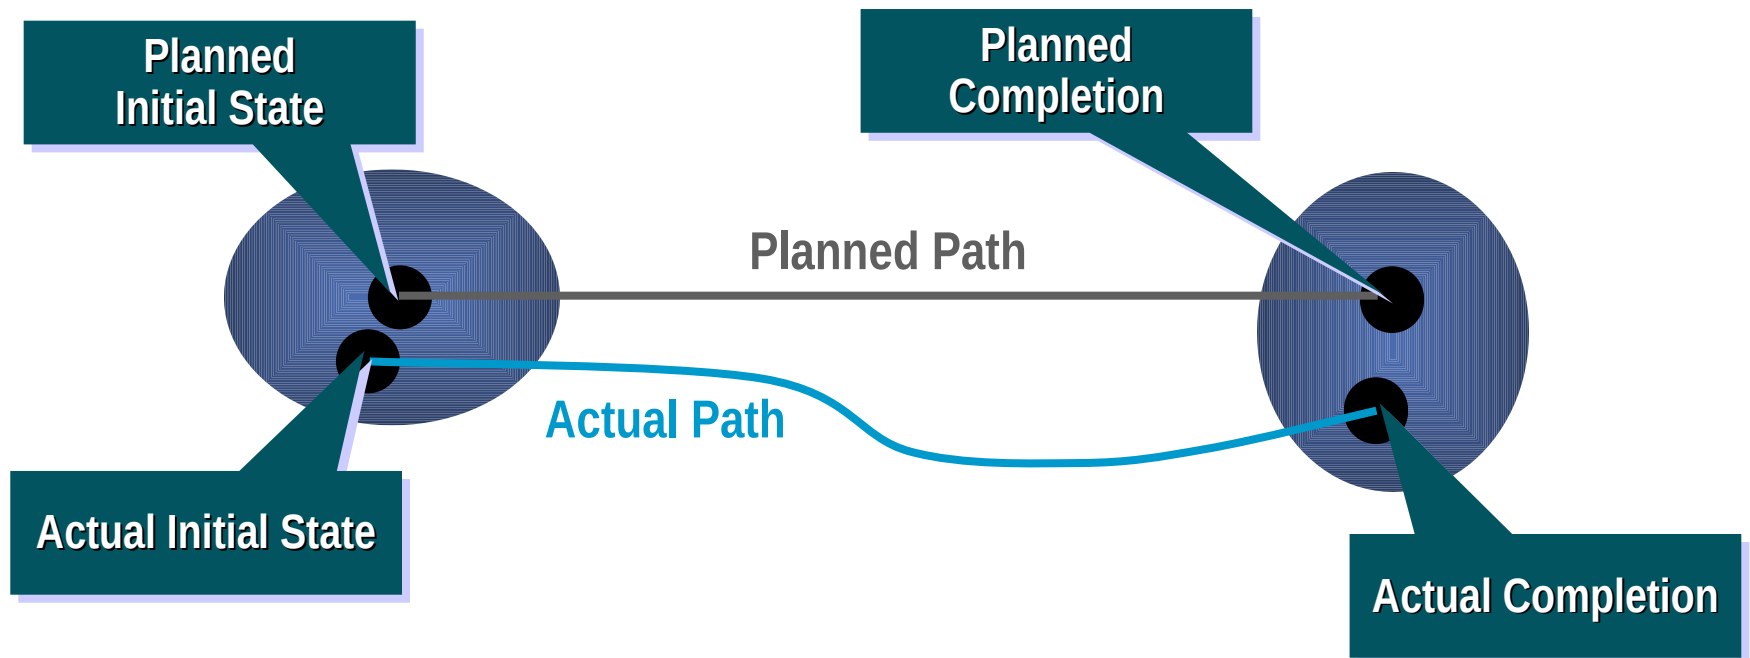 Planned
Initial State
Planned
Completion
Planned Path
Actual Path
Actual Initial State
Actual Completion